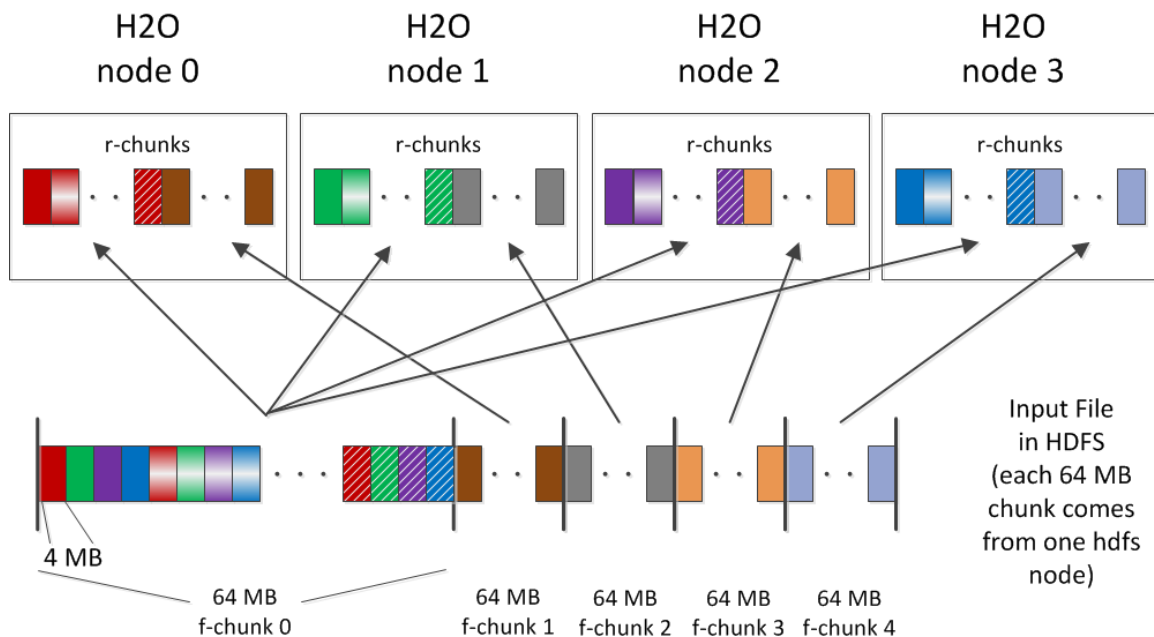 H2O
node 0
H2O
node 1
H2O
node 2
H2O
node 3
r-chunks
r-chunks
r-chunks
r-chunks
Input File
in HDFS
(each 64 MB
chunk comes
from one hdfs
node)
4 MB
64 MB
f-chunk 0
64 MB
f-chunk 1
64 MB
f-chunk 2
64 MB
f-chunk 3
64 MB
f-chunk 4